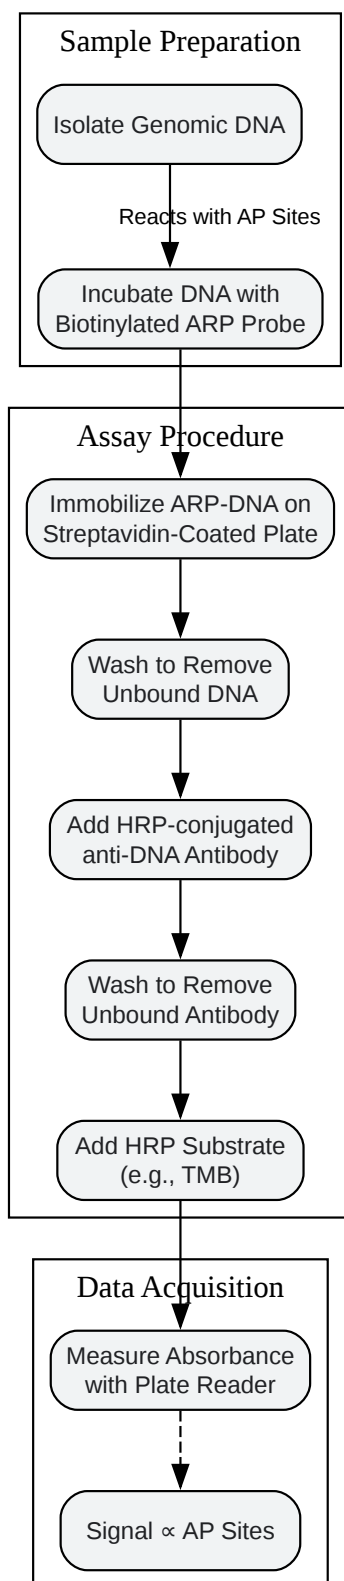 Sample Preparation
Isolate Genomic DNA
Reacts with AP Sites
Incubate DNA with
Biotinylated ARP Probe
Assay Procedure
Immobilize ARP-DNA on
Streptavidin-Coated Plate
Wash to Remove
Unbound DNA
Add HRP-conjugated
anti-DNA Antibody
Wash to Remove
Unbound Antibody
Add HRP Substrate
(e.g., TMB)
Data Acquisition
Measure Absorbance
with Plate Reader
Signal ∝ AP Sites